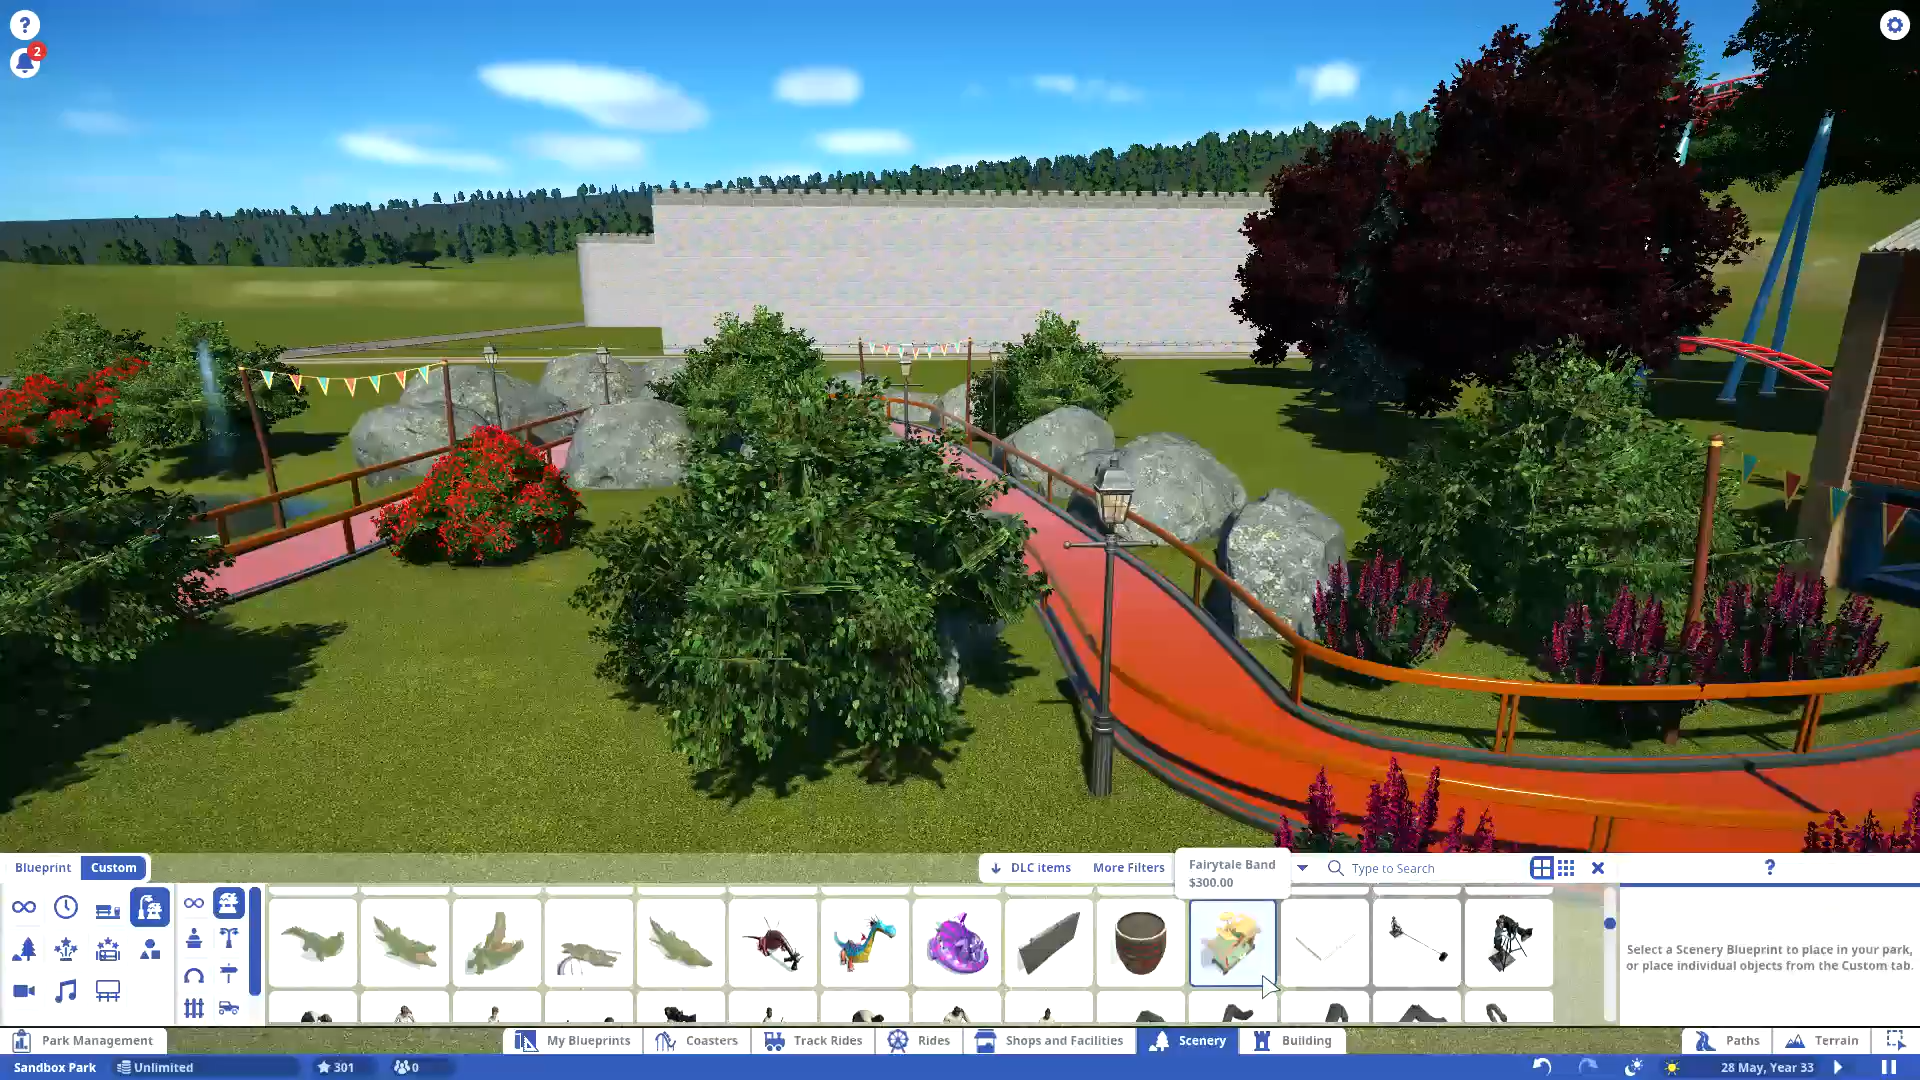 ?
2
Blueprint
Custom
DLC items
More Filters
Fairytale Band
$300.00
Type to Search
?
Select a Scenery Blueprint to place in your park,
or place individual objects from the Custom tab.
Park Management
My Blueprints
Coasters
Track Rides
Rides
Shops and Facilities
Scenery
Building
Paths
Terrain
Sandbox Park
Unlimited
301
0
28 May, Year 33